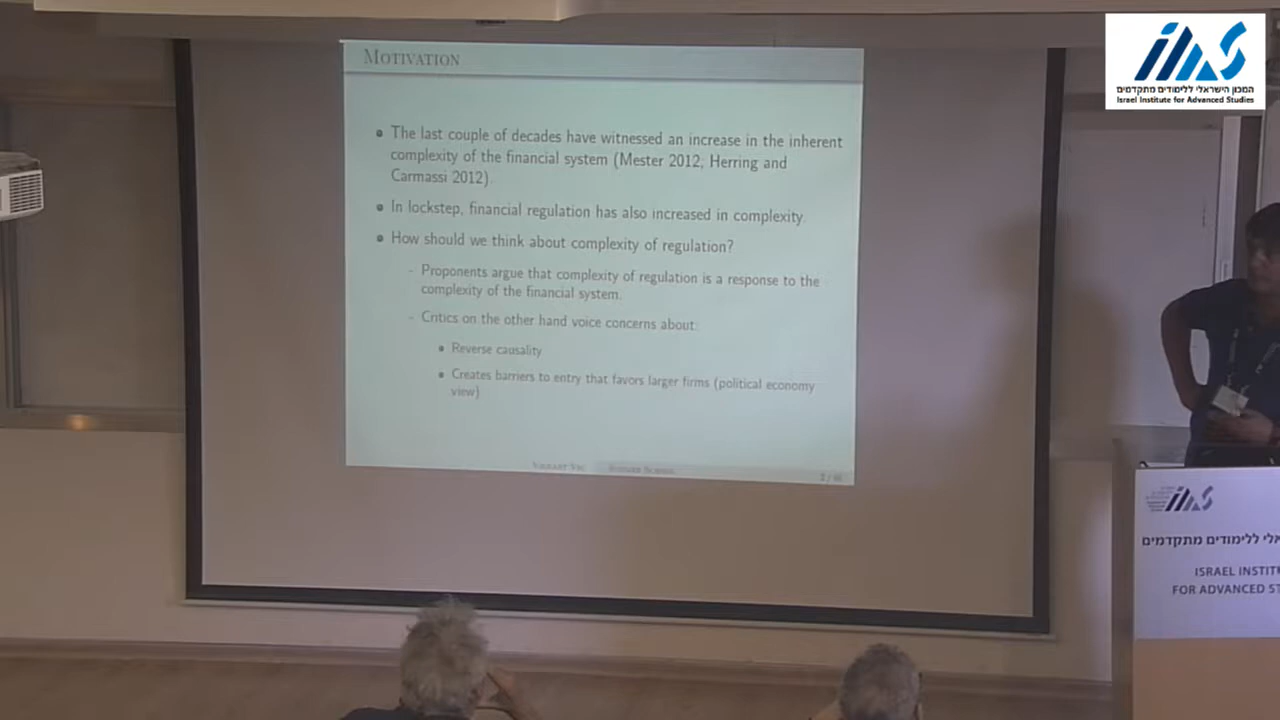 MOTIVATION
• The last couple of decades have witnessed an increase in the inherent
complexity of the financial system (Mester 2012, Herring and
Carmassi 2012).
• In lockstep, financial regulation has also increased in complexity.
• How should we think about complexity of regulation?
- Proponents argue that complexity of regulation is a response to the
complexity of the financial system.
- Critics on the other hand voice concerns about:
• Reverse causality
• Creates barriers to entry that favors larger firms (political economy
view)
המכון הישראלי ללימודים מתקדמים
Israel Institute for Advanced Studies
ללימודים מתקדמים
ISRAEL
FOR ADVANCED